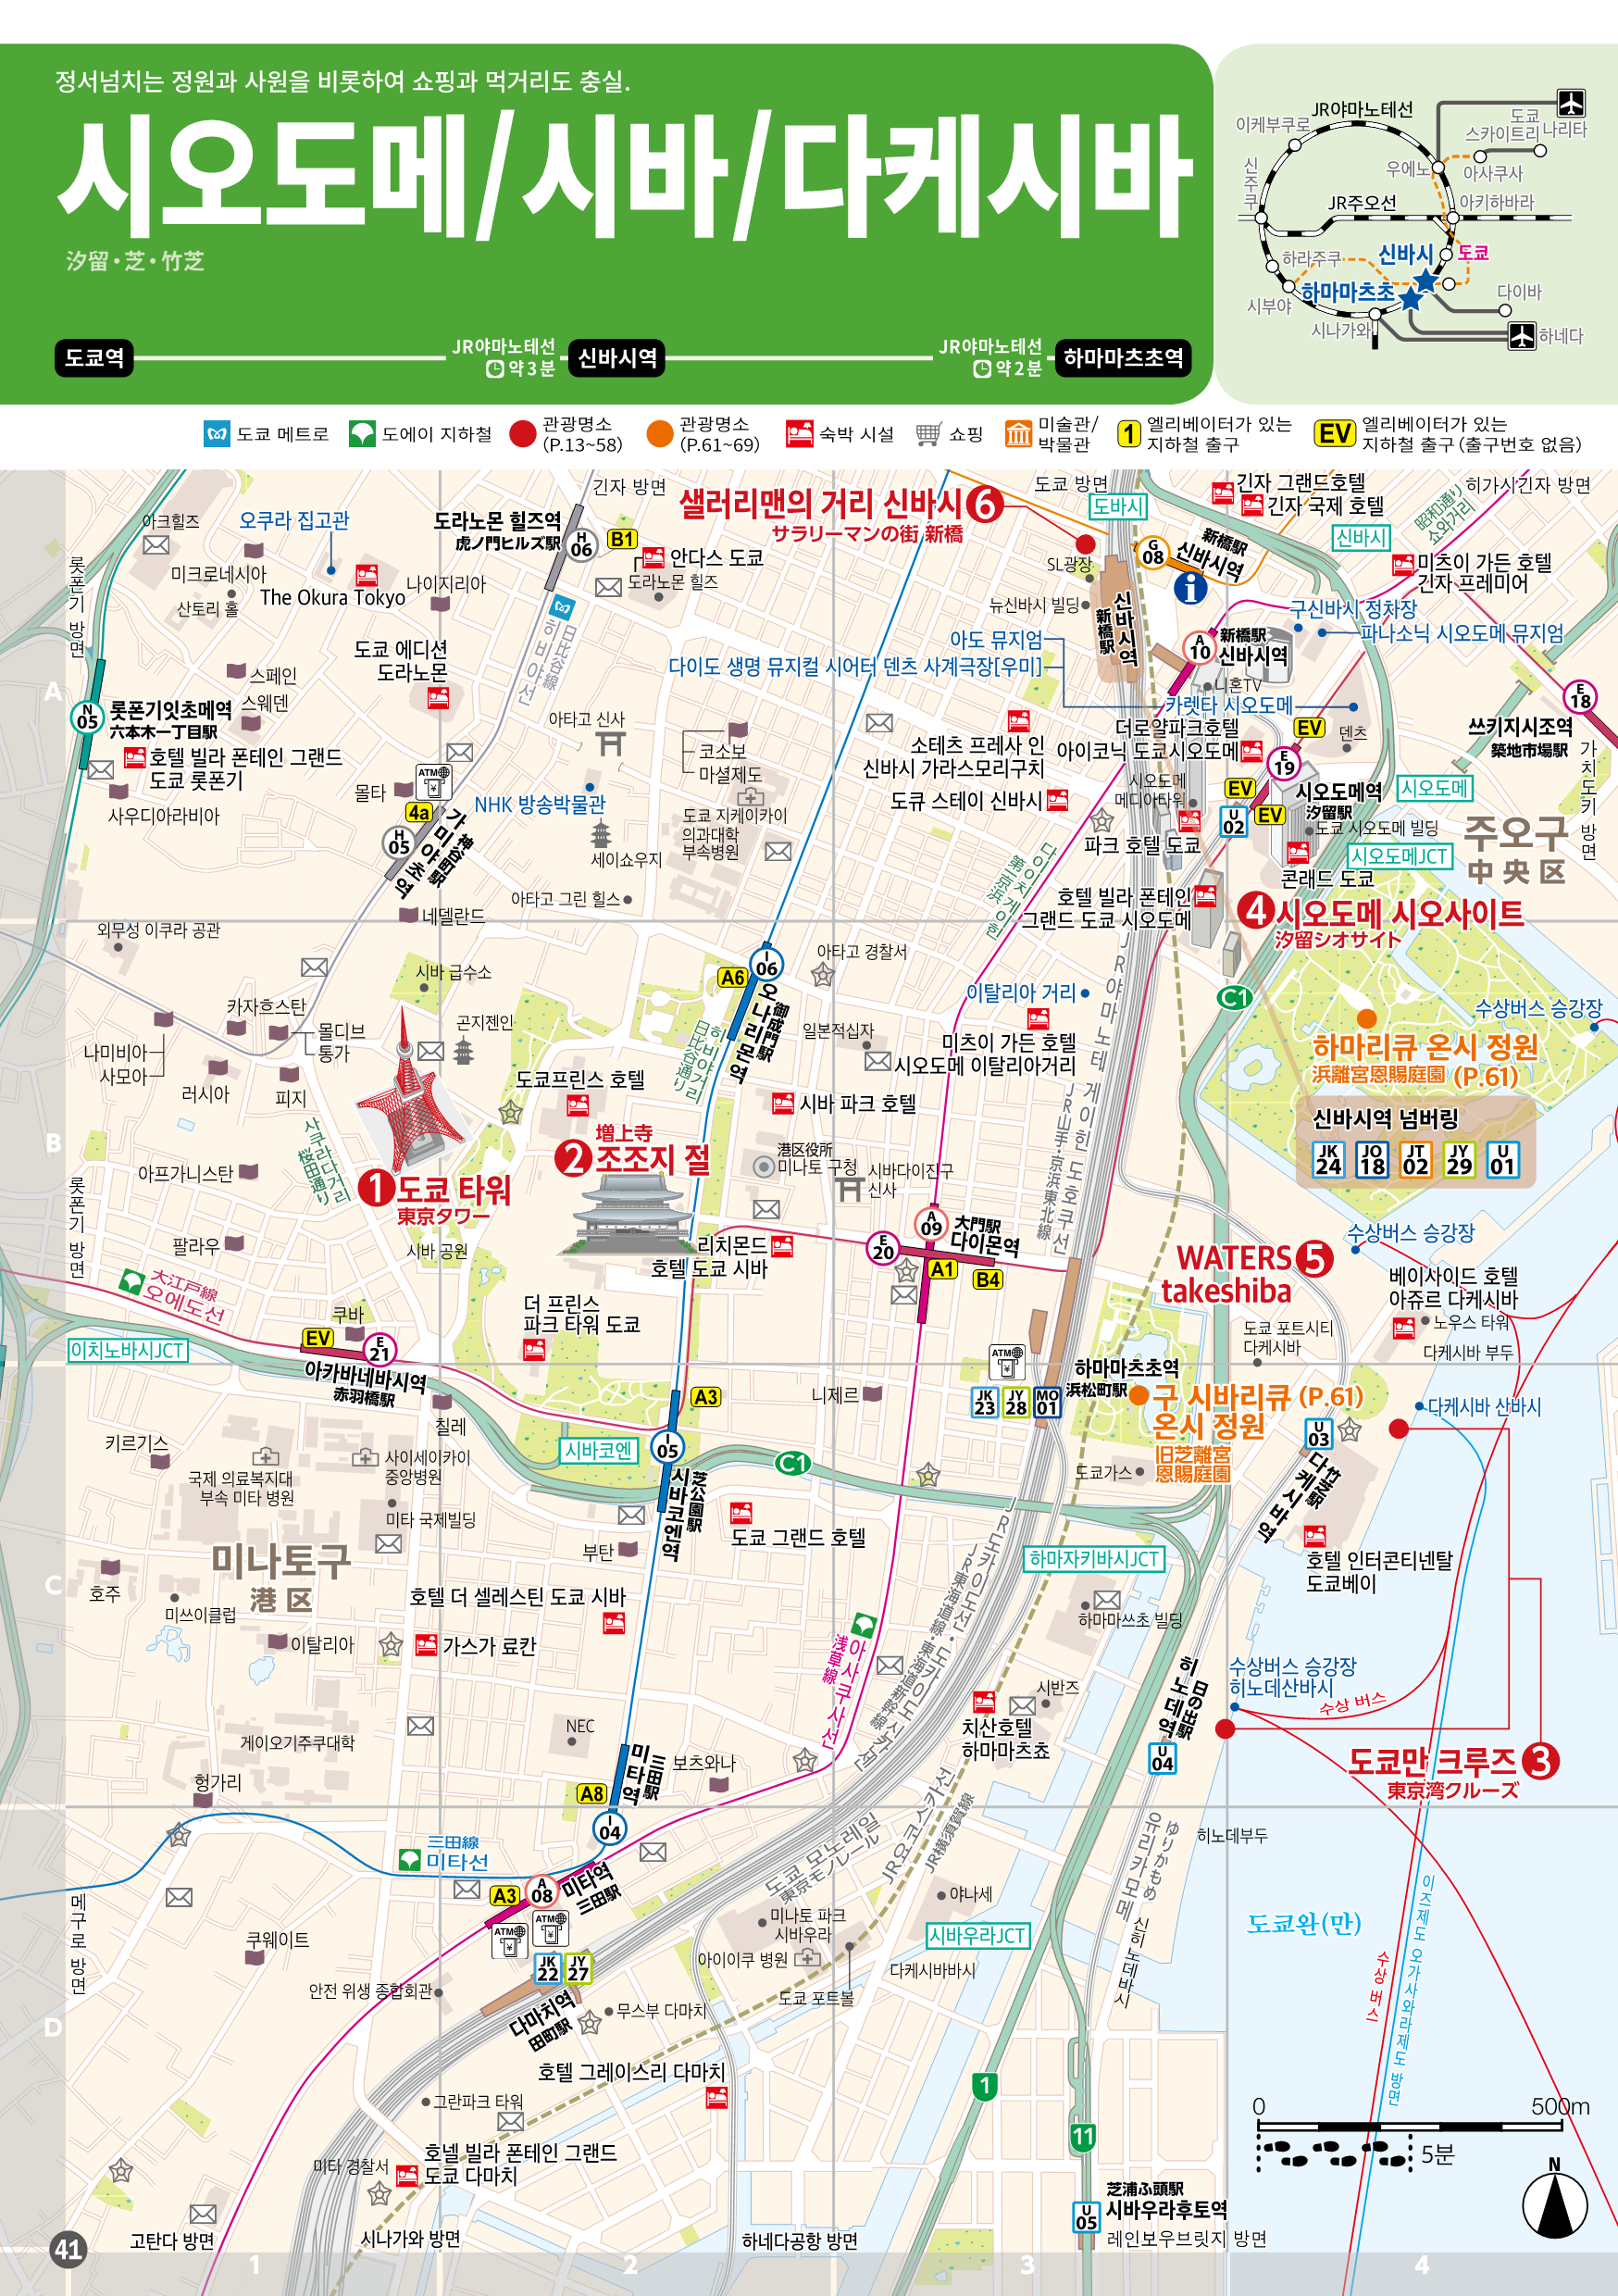 정서넘치는 정원과 사원을 비롯하여 쇼핑과 먹거리도 충실.
시오도메/시바/다케시바
汐留・芝・竹芝
도쿄역
JR야마노테선
약3분
신바시역
JR야마노테선
약2분
하마마츠초역
JR야마노테선
이케부쿠로
도쿄
스카이트리
나리타
신주쿠
우에노
아사쿠사
JR주오선
아키하바라
하라주쿠
신바시
도쿄
하마마츠초
시부야
다이바
시나가와
하네다
도쿄 메트로
도에이 지하철
관광명소
(P.13~58)
관광명소
(P.61~69)
숙박 시설
쇼핑
미술관/
박물관
1
엘리베이터가 있는
지하철 출구
EV
엘리베이터가 있는
지하철 출구(출구번호 없음)
긴자 방면
샐러리맨의 거리 신바시 6
サラリーマンの街 新橋
도쿄 방면
도바시
긴자 그랜드호텔
긴자 국제 호텔
昭和通り
쇼와거리
히가시긴자 방면
아크힐즈
오쿠라 집고관
도라노몬 힐즈역
虎ノ門ヒルズ駅
H
06
B1
안다스 도쿄
도라노몬 힐즈
SL광장
G
08
新橋駅
신바시역
신바시
미츠이 가든 호텔
긴자 프레미어
롯폰기 방면
미크로네시아
산토리 홀
The Okura Tokyo
나이지리아
뉴신바시 빌딩
신바시역
新橋駅
구신바시 정차장
파나소닉 시오도메 뮤지엄
日比谷線
히비야선
아도 뮤지엄
다이도 생명 뮤지컬 시어터 덴츠 사계극장[우미]
A
10
新橋駅
신바시역
니혼TV
카렛타 시오도메
도쿄 에디션
도라노몬
스페인
스웨덴
A
N
05
롯폰기잇초메역
六本木一丁目駅
호텔 빌라 폰테인 그랜드
도쿄 롯폰기
사우디아라비아
아타고 신사
코소보
마셜제도
소테츠 프레사 인
신바시 가라스모리구치
더로얄파크호텔
아이코닉 도쿄시오도메
EV
덴츠
E
18
쓰키지시조역
築地市場駅
가치도키 방면
E
19
시오도메역
汐留駅
시오도메
ATM
몰타
4a
H
05
가미야초역
神谷町駅
NHK 방송박물관
도쿄 지케이카이
의과대학
부속병원
도큐 스테이 신바시
시오도메
메디아타워
EV
EV
U
02
도쿄 시오도메 빌딩
시오도메JCT
주오구
中央区
세이쇼우지
파크 호텔 도쿄
콘래드 도쿄
아타고 그린 힐스
다이이치게이힌
第一京浜
호텔 빌라 폰테인
그랜드 도쿄 시오도메
4 시오도메 시오사이트
汐留シオサイト
네델란드
외무성 이쿠라 공관
시바 급수소
A6
I
06
오나리몬역
御成門駅
아타고 경찰서
이탈리아 거리
C1
수상버스 승강장
카자흐스탄
몰디브
통가
나미비아
사모아
러시아
피지
곤지젠인
히비야거리
日比谷通り
일본적십자
미츠이 가든 호텔
시오도메 이탈리아거리
하마리큐 온시 정원
浜離宮恩賜庭園 (P.61)
JR야마노테 게이힌 도호쿠선
JR山手・京浜東北線
도쿄프린스 호텔
시바 파크 호텔
신바시역 넘버링
JK
24
JO
18
JT
02
JY
29
U
01
B
사쿠라다거리
桜田通り
1 도쿄 타워
東京タワー
増上寺
2 조조지 절
港区役所
미나토 구청
시바다이진구
신사
아프가니스탄
롯폰기 방면
팔라우
시바 공원
A
09
大門駅
다이몬역
E
20
A1
B4
리치몬드
호텔 도쿄 시바
WATERS 5
takeshiba
수상버스 승강장
베이사이드 호텔
아쥬르 다케시바
노우스 타워
도쿄 포트시티
다케시바
다케시바 부두
大江戸線
오에도선
쿠바
EV
E
21
아카바네바시역
赤羽橋駅
이치노바시JCT
더 프린스
파크 타워 도쿄
ATM
JK
23
JY
28
MO
01
하마마츠초역
浜松町駅
구 시바리큐 (P.61)
온시 정원
旧芝離宮
恩賜庭園
다케시바 산바시
칠레
A3
니제르
키르기스
국제 의료복지대
부속 미타 병원
사이세이카이
중앙병원
미타 국제빌딩
시바코엔
I
05
시바코엔역
芝公園駅
C1
도쿄가스
U
03
다케시바역
竹芝駅
미나토구
港区
부탄
도쿄 그랜드 호텔
하마자키바시JCT
호텔 인터콘티넨탈
도쿄베이
C
호주
미쓰이클럽
이탈리아
호텔 더 셀레스틴 도쿄 시바
가스가 료칸
아사쿠사선
浅草線
JR도카이도선・도카이도신칸센
JR東海道線・東海道新幹線
하마마쓰초 빌딩
시반즈
치산호텔
하마마츠쵸
히노데역
日の出駅
U
04
수상버스 승강장
히노데산바시
수상 버스
도쿄만 크루즈 3
東京湾クルーズ
게이오기주쿠대학
헝가리
NEC
보츠와나
A8
미타역
三田駅
I
04
三田線
미타선
도쿄 모노레일
東京モノレール
JR요코스카선
JR横須賀線
유리카모메
ゆりかもめ
히노데부두
신히노데바시
A3
A
08
미타역
三田駅
ATM
ATM
JK
22
JY
27
다마치역
田町駅
메구로 방면
쿠웨이트
안전 위생 종합회관
무스부 다마치
미나토 파크
시바우라
아이이쿠 병원
도쿄 포트볼
야나세
시바우라JCT
다케시바바시
도쿄완(만)
수상 버스
이즈제도 오가사와라제도 방면
D
호텔 그레이스리 다마치
그란파크 타워
1
11
0
500m
5분
N
미타 경찰서
호넬 빌라 폰테인 그랜드
도쿄 다마치
고탄다 방면
시나가와 방면
하네다공항 방면
U
05
芝浦ふ頭駅
시바우라후토역
레인보우브릿지 방면
41
1
2
3
4